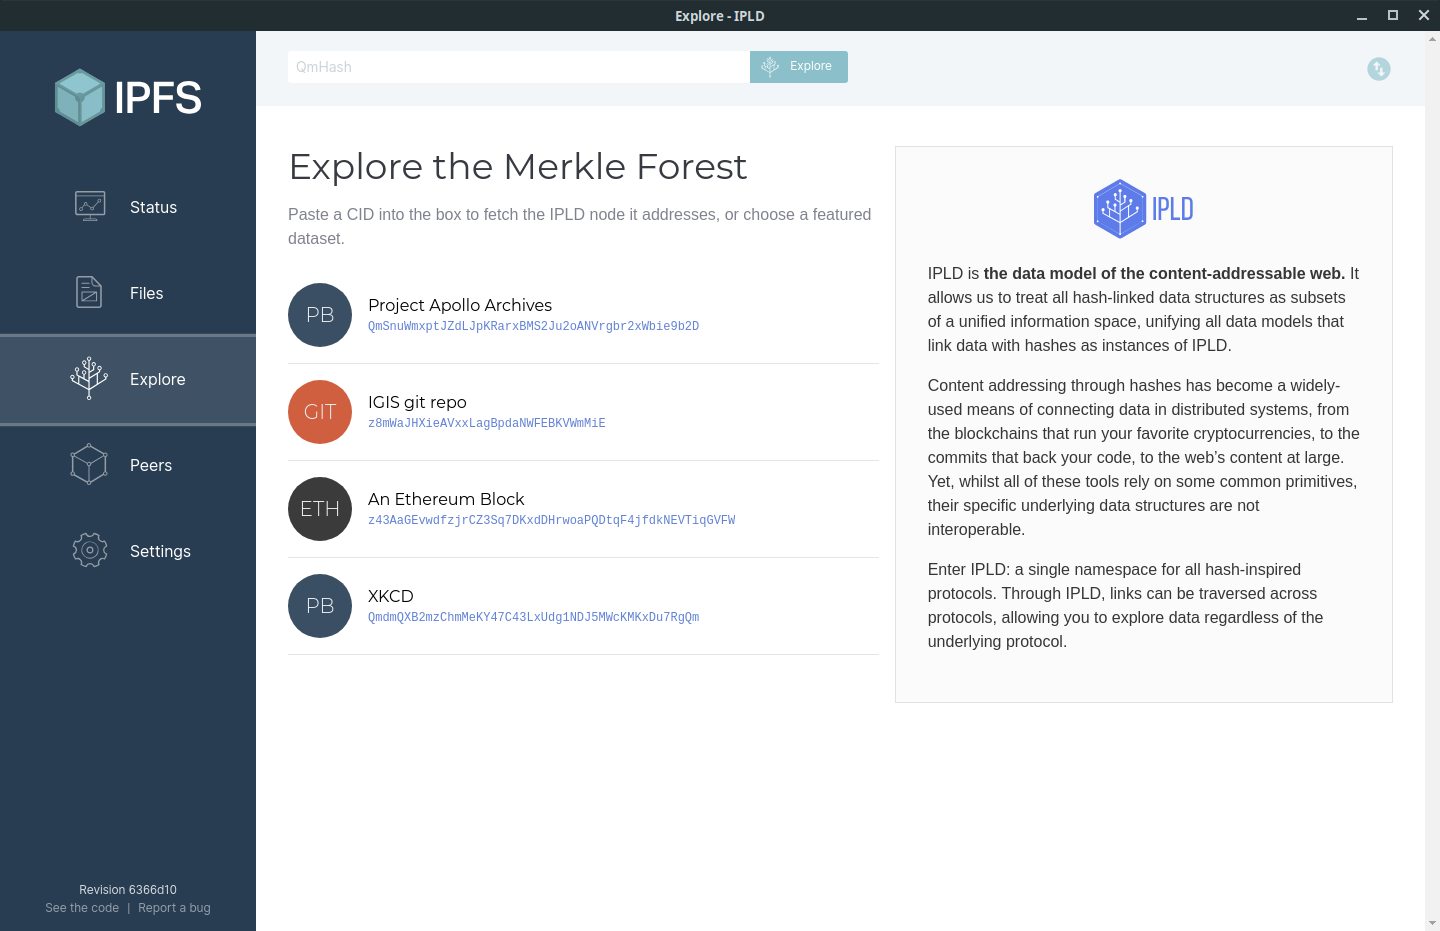 Explore - IPLD
IPFS
QmHash
Explore
Status
Files
Explore
Peers
Settings
Revision 6366d10
See the code | Report a bug
Explore the Merkle Forest
Paste a CID into the box to fetch the IPLD node it addresses, or choose a featured
dataset.
PB
Project Apollo Archives
QmSnuWmxptJZdLJpKRarxBMS2Ju2oANVrgbr2xWbie9b2D
GIT
IGIS git repo
z8mWaJHXieAVxxLagBpdaNWFEBKVWmMiE
ETH
An Ethereum Block
z43AaGEvwdfzjrCZ3Sq7DKxdDHrwoaPQDtqF4jfdkNEVTiqGVFW
PB
XKCD
QmdmQXB2mzChmMeKY47C43LxUdg1NDJ5MWcKMKxDu7RgQm
IPLD
IPLD is the data model of the content-addressable web. It
allows us to treat all hash-linked data structures as subsets
of a unified information space, unifying all data models that
link data with hashes as instances of IPLD.
Content addressing through hashes has become a widely-
used means of connecting data in distributed systems, from
the blockchains that run your favorite cryptocurrencies, to the
commits that back your code, to the web’s content at large.
Yet, whilst all of these tools rely on some common primitives,
their specific underlying data structures are not
interoperable.
Enter IPLD: a single namespace for all hash-inspired
protocols. Through IPLD, links can be traversed across
protocols, allowing you to explore data regardless of the
underlying protocol.